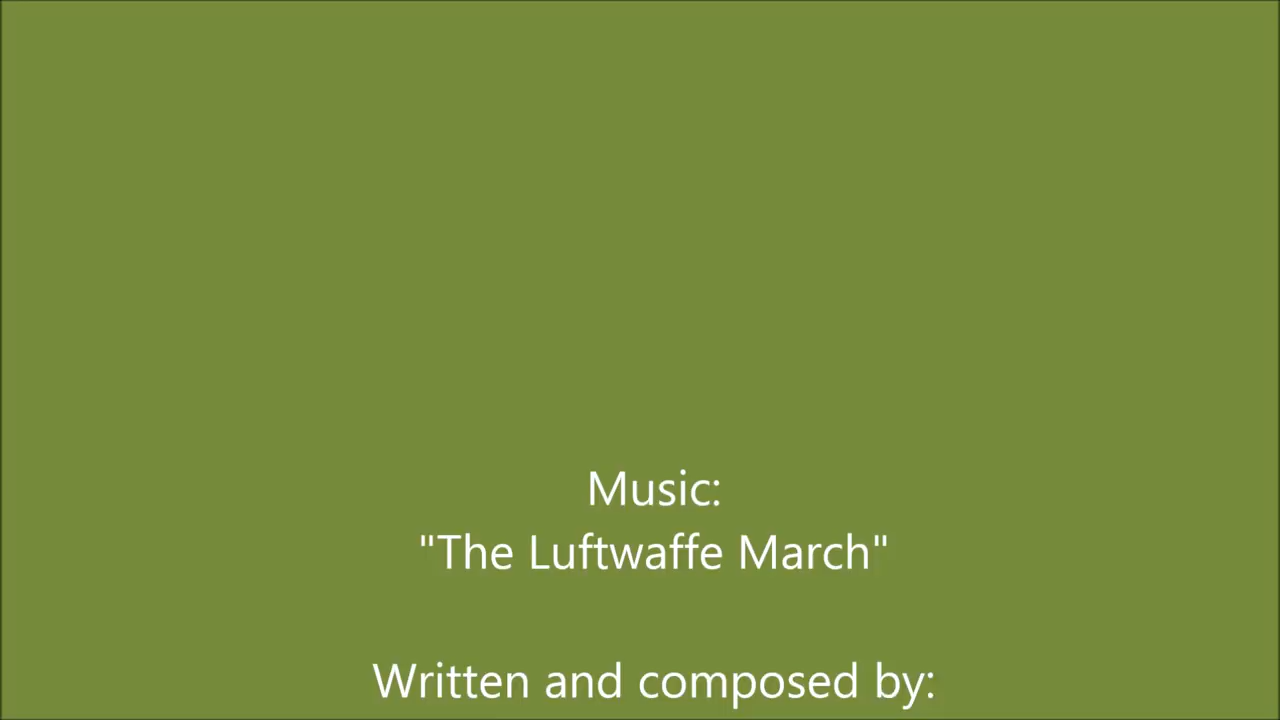 Music:
"The Luftwaffe March"
Written and composed by: